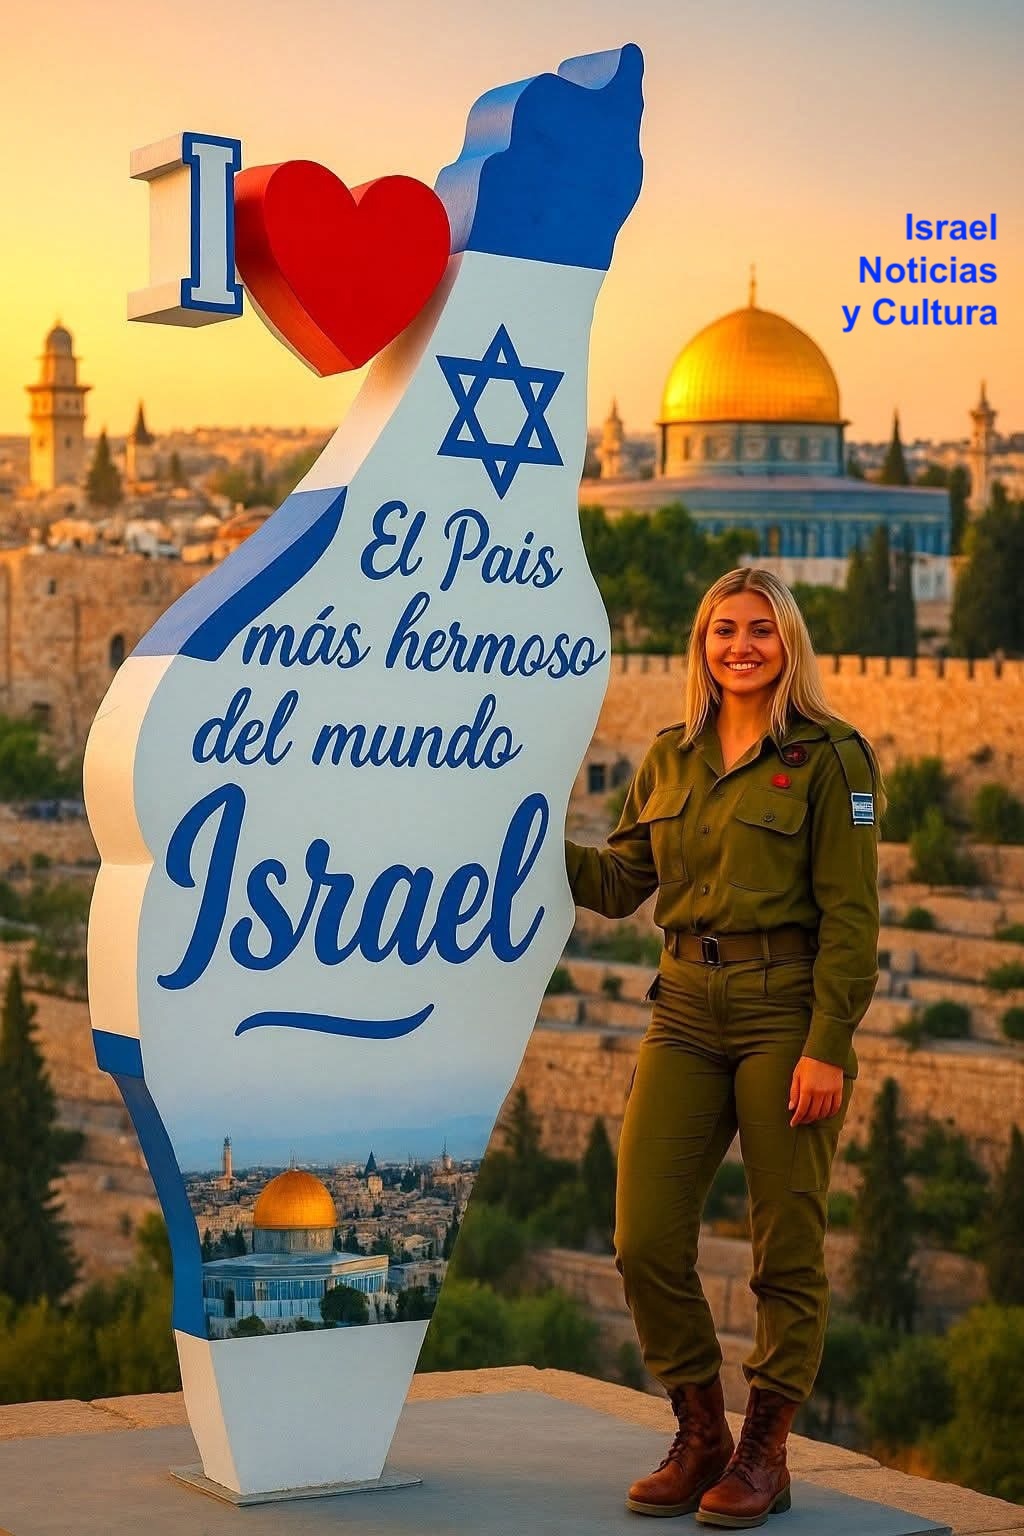 I
Israel
Noticias
y Cultura
El Pais
más hermoso
del mundo
Israel